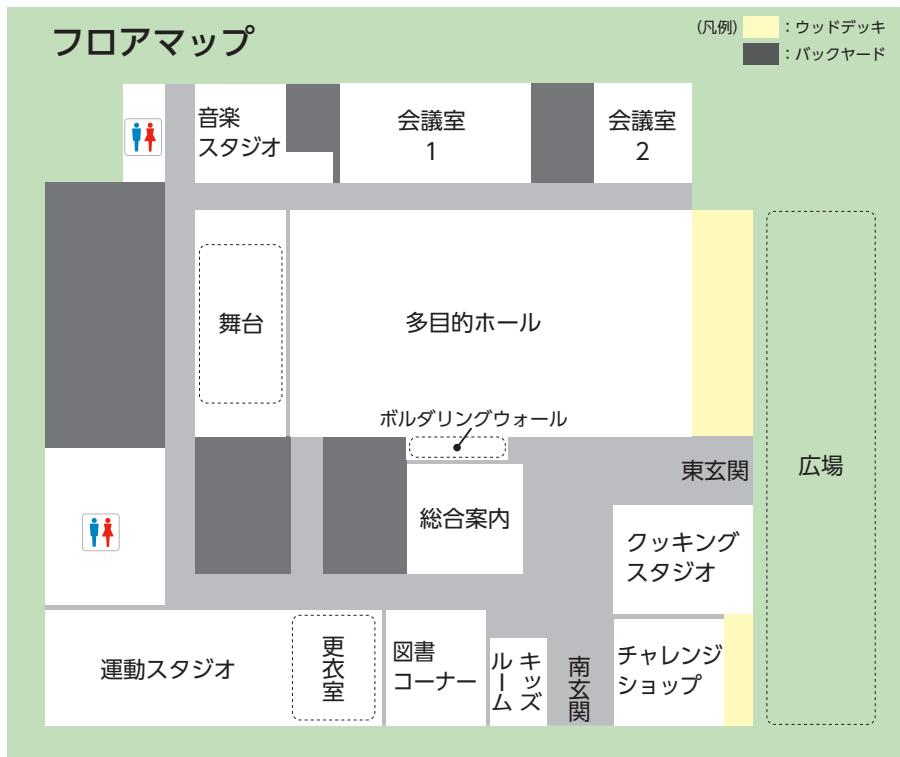 フロアマップ
(凡例)
：ウッドデッキ
：バックヤード
音楽
スタジオ
会議室
1
会議室
2
舞台
多目的ホール
ボルダリングウォール
東玄関
広場
総合案内
クッキング
スタジオ
運動スタジオ
更衣室
図書
コーナー
キッズ
ルーム
南玄関
チャレンジ
ショップ